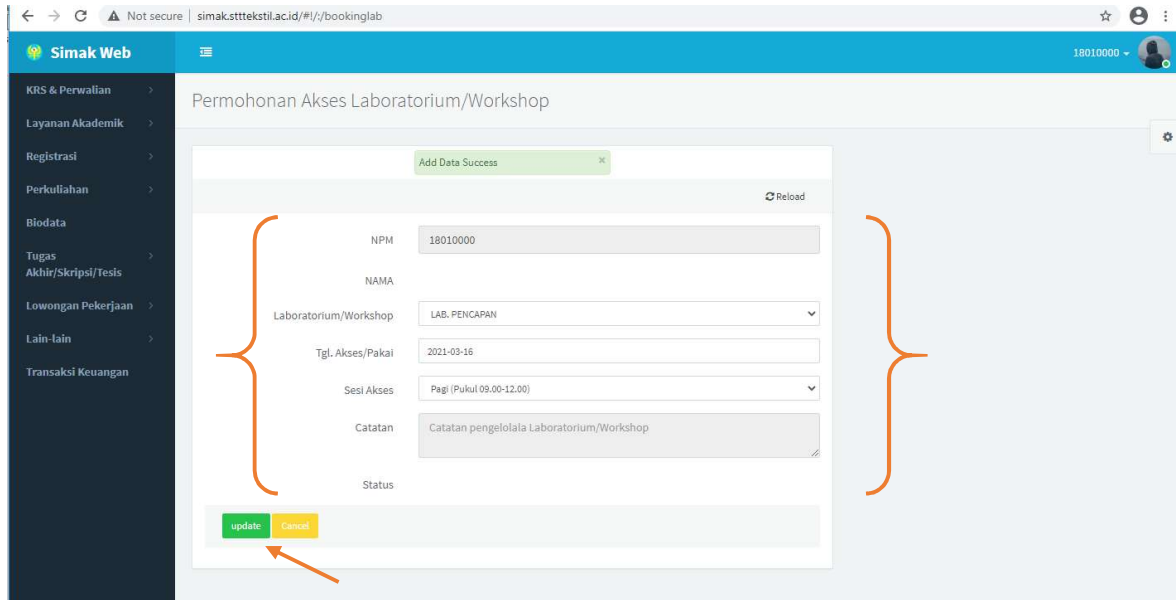 Not secure | simak.stttekstil.ac.id/#!/:/bookinglab
Simak Web
18010000
KRS & Perwalian
Layanan Akademik
Registrasi
Perkuliahan
Biodata
Tugas
Akhir/Skripsi/Tesis
Lowongan Pekerjaan
Lain-lain
Transaksi Keuangan
Permohonan Akses Laboratorium/Workshop
Add Data Success ×
Reload
NPM 18010000
NAMA
Laboratorium/Workshop LAB. PENCAPAN
Tgl. Akses/Pakai 2021-03-16
Sesi Akses Pagi (Pukul 09.00-12.00)
Catatan Catatan pengelolala Laboratorium/Workshop
Status
update Cancel